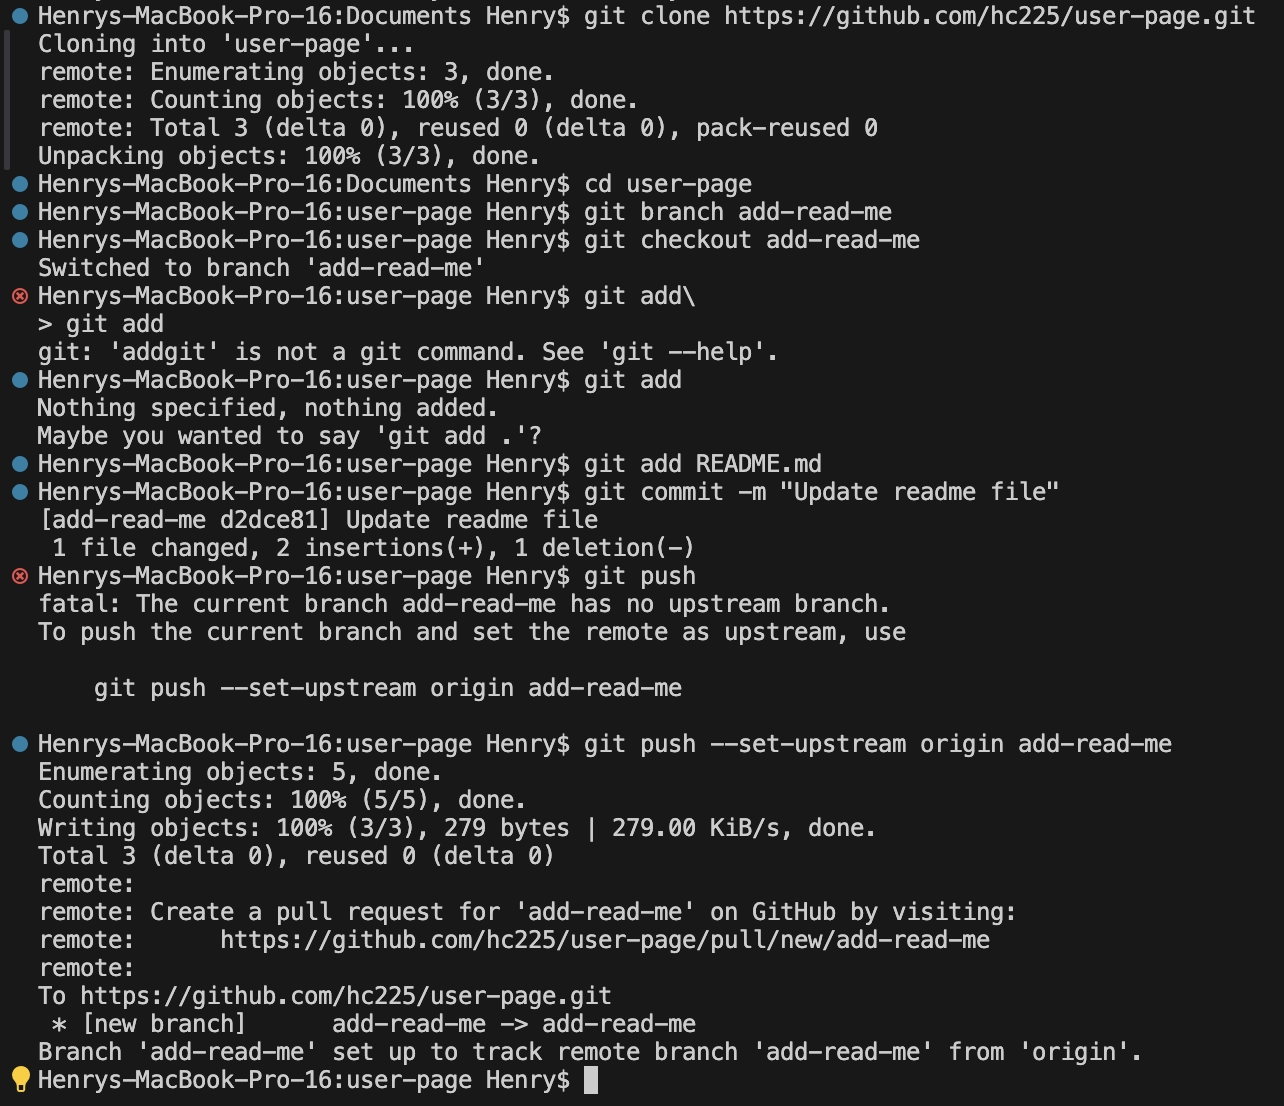 Henrys-MacBook-Pro-16:Documents Henry$ git clone https://github.com/hc225/user-page.git
Cloning into 'user-page'...
remote: Enumerating objects: 3, done.
remote: Counting objects: 100% (3/3), done.
remote: Total 3 (delta 0), reused 0 (delta 0), pack-reused 0
Unpacking objects: 100% (3/3), done.
Henrys-MacBook-Pro-16:Documents Henry$ cd user-page
Henrys-MacBook-Pro-16:user-page Henry$ git branch add-read-me
Henrys-MacBook-Pro-16:user-page Henry$ git checkout add-read-me
Switched to branch 'add-read-me'
Henrys-MacBook-Pro-16:user-page Henry$ git add\
> git add
git: 'addgit' is not a git command. See 'git --help'.
Henrys-MacBook-Pro-16:user-page Henry$ git add
Nothing specified, nothing added.
Maybe you wanted to say 'git add .'?
Henrys-MacBook-Pro-16:user-page Henry$ git add README.md
Henrys-MacBook-Pro-16:user-page Henry$ git commit -m "Update readme file"
[add-read-me d2dce81] Update readme file
 1 file changed, 2 insertions(+), 1 deletion(-)
Henrys-MacBook-Pro-16:user-page Henry$ git push
fatal: The current branch add-read-me has no upstream branch.
To push the current branch and set the remote as upstream, use
    git push --set-upstream origin add-read-me
Henrys-MacBook-Pro-16:user-page Henry$ git push --set-upstream origin add-read-me
Enumerating objects: 5, done.
Counting objects: 100% (5/5), done.
Writing objects: 100% (3/3), 279 bytes | 279.00 KiB/s, done.
Total 3 (delta 0), reused 0 (delta 0)
remote:
remote: Create a pull request for 'add-read-me' on GitHub by visiting:
remote:      https://github.com/hc225/user-page/pull/new/add-read-me
remote:
To https://github.com/hc225/user-page.git
 * [new branch]      add-read-me -> add-read-me
Branch 'add-read-me' set up to track remote branch 'add-read-me' from 'origin'.
Henrys-MacBook-Pro-16:user-page Henry$